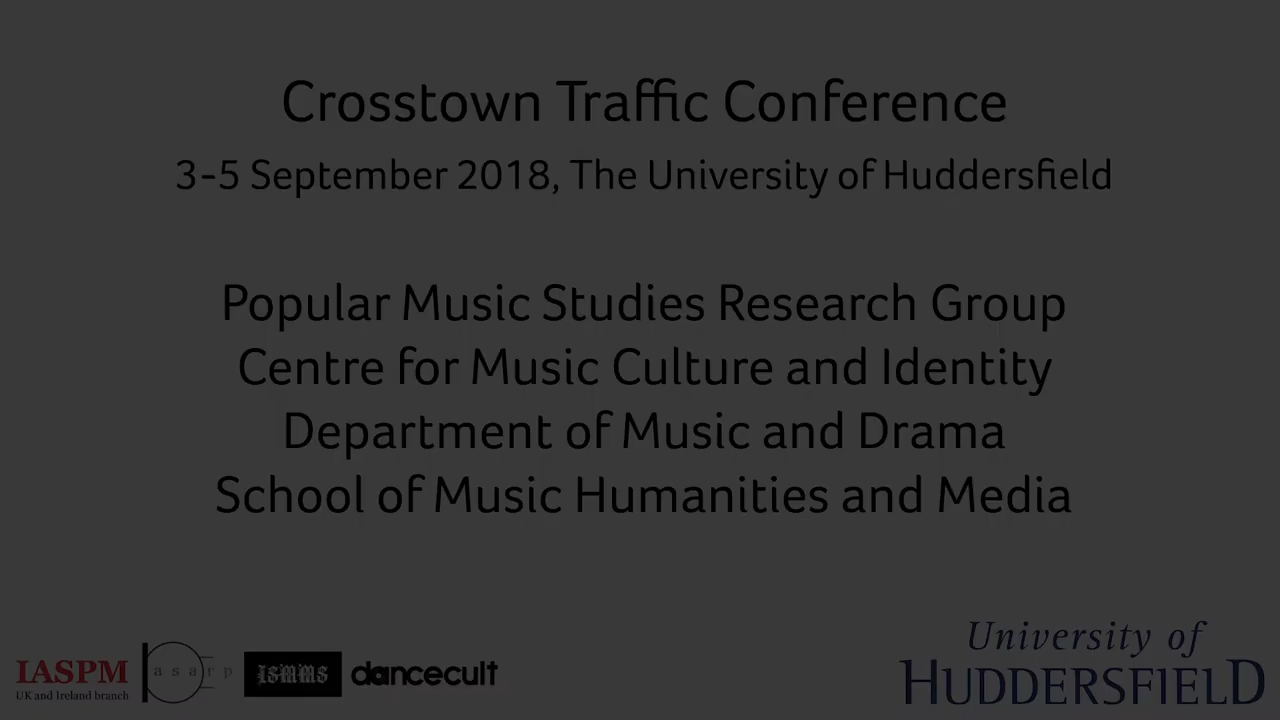 Crosstown Traffic Conference
3-5 September 2018, The University of Huddersfield
Popular Music Studies Research Group
Centre for Music Culture and Identity
Department of Music and Drama
School of Music Humanities and Media
IASPM
UK and Ireland branch
asarp
ISMMS
dancecult
University of
HUDDERSFIELD